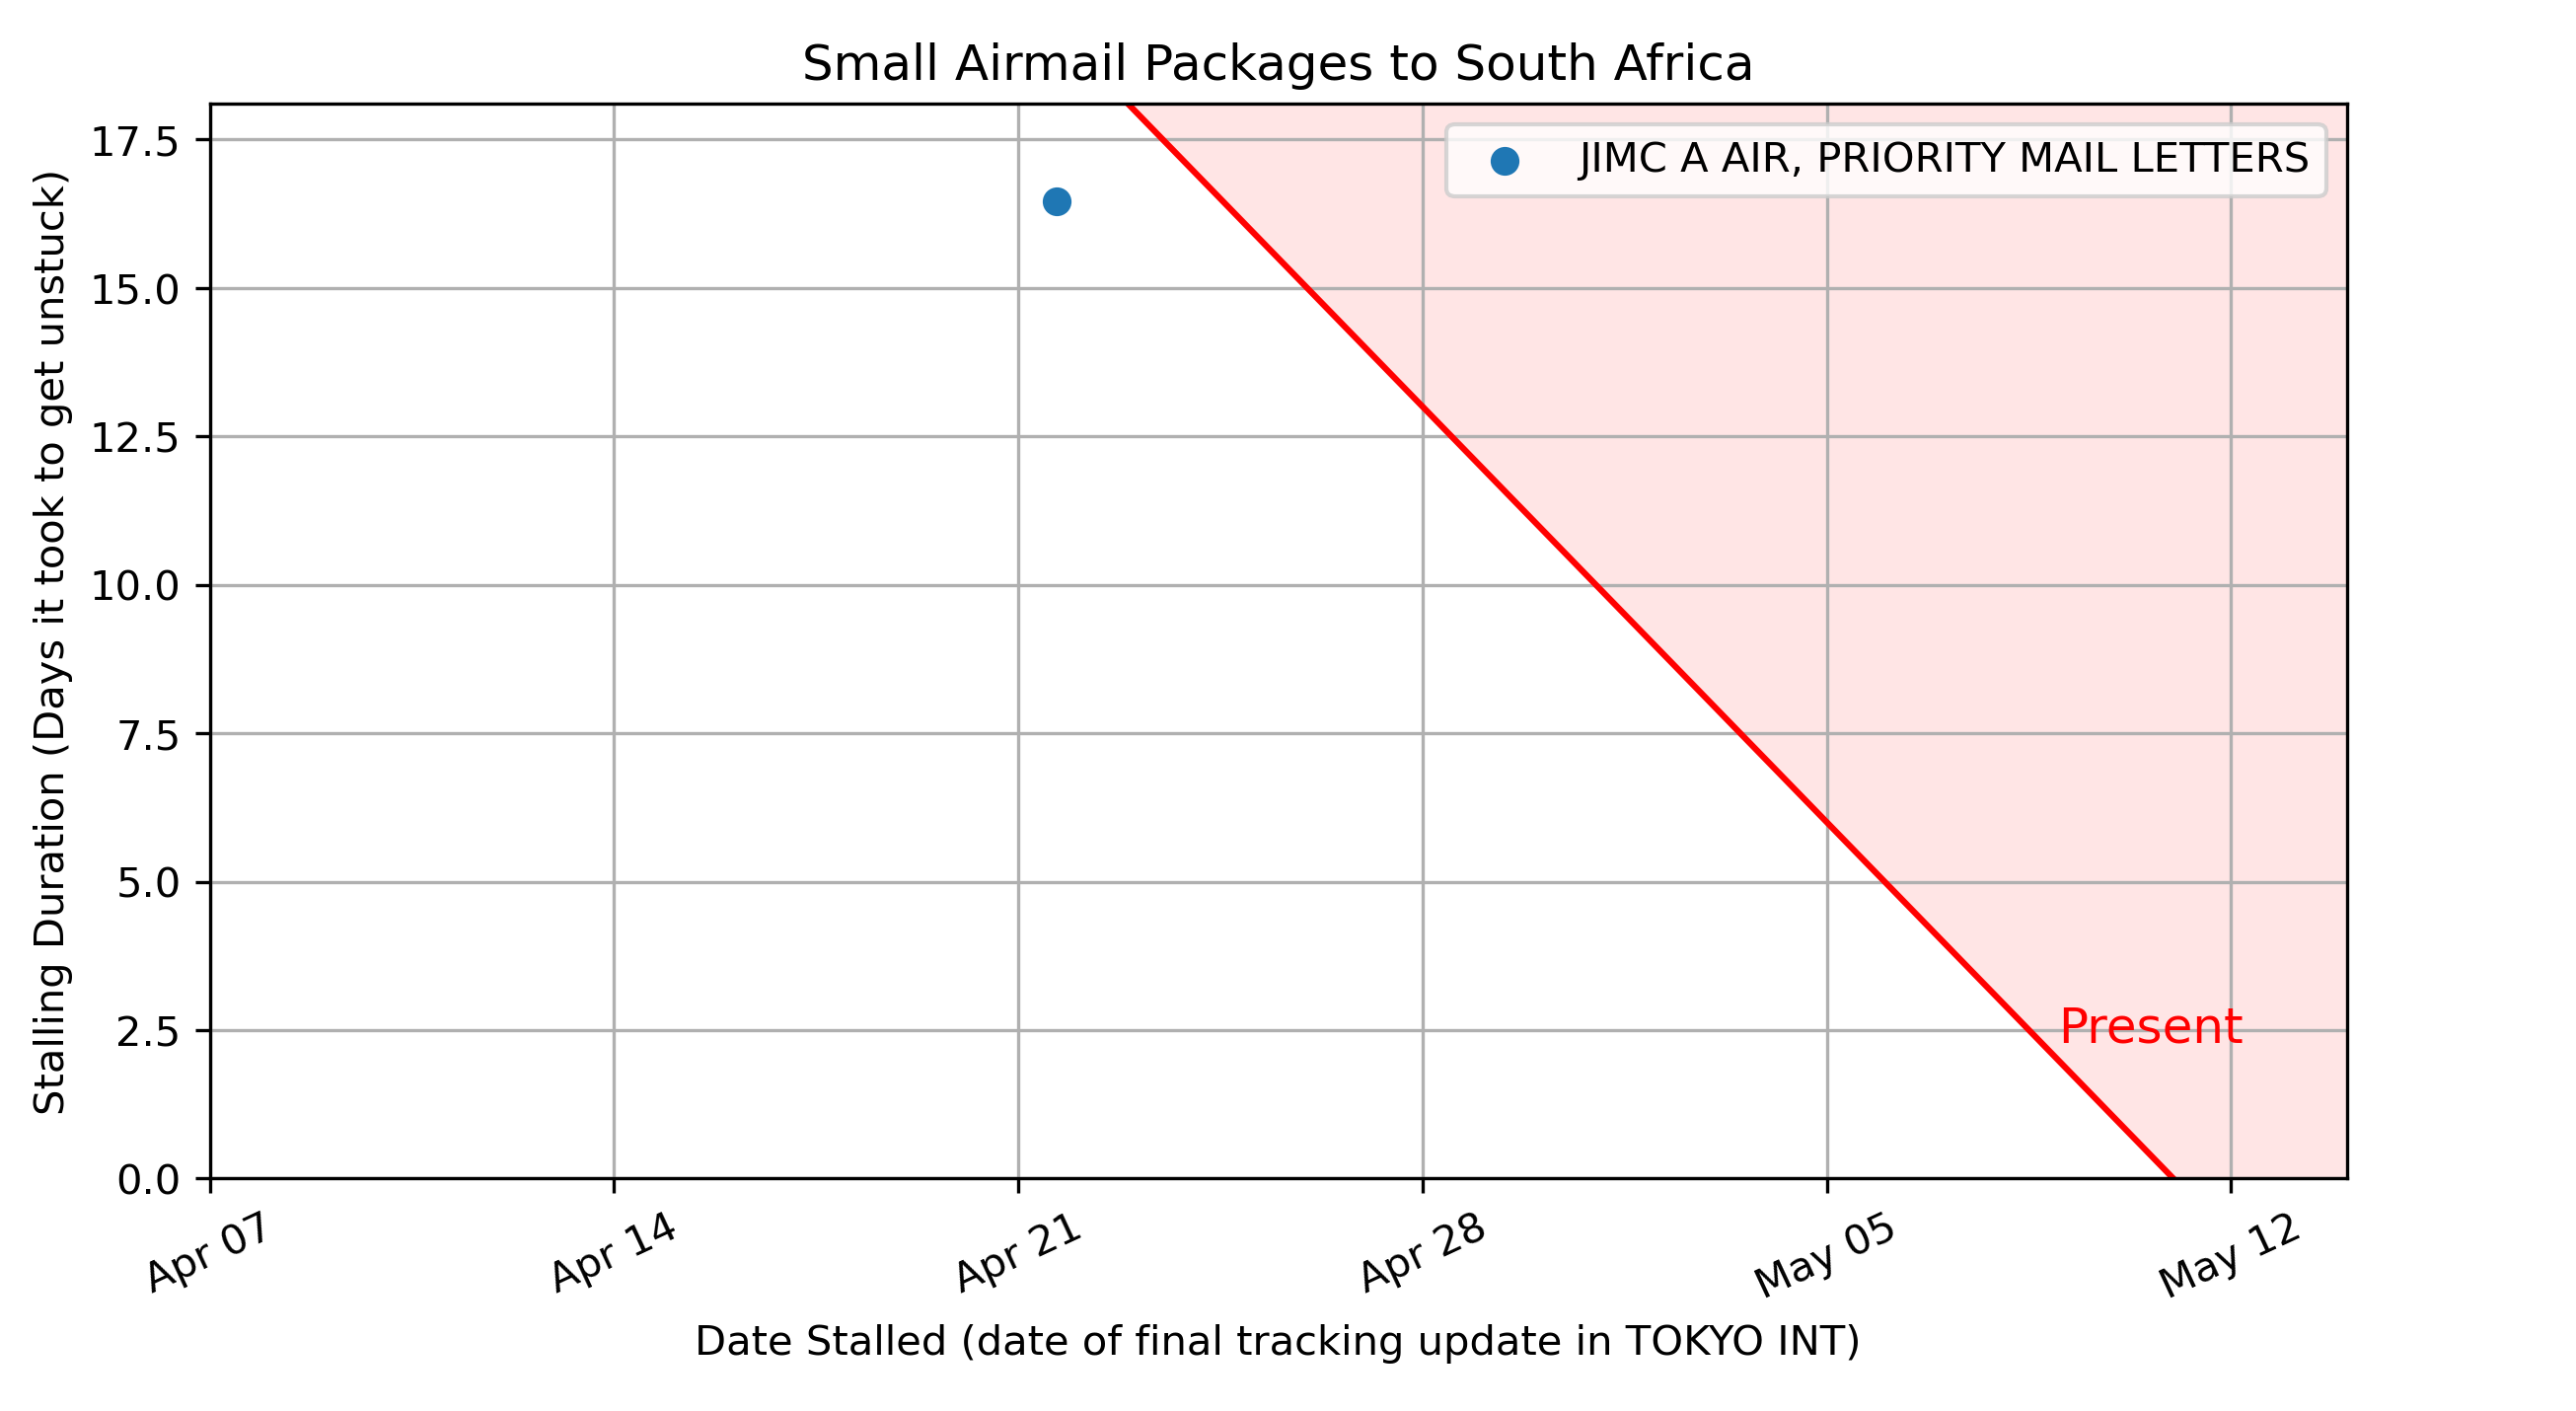 Small Airmail Packages to South Africa
JIMC A AIR, PRIORITY MAIL LETTERS
Stalling Duration (Days it took to get unstuck)
17.5
15.0
12.5
10.0
7.5
5.0
2.5
0.0
Present
Apr 07
Apr 14
Apr 21
Apr 28
May 05
May 12
Date Stalled (date of final tracking update in TOKYO INT)